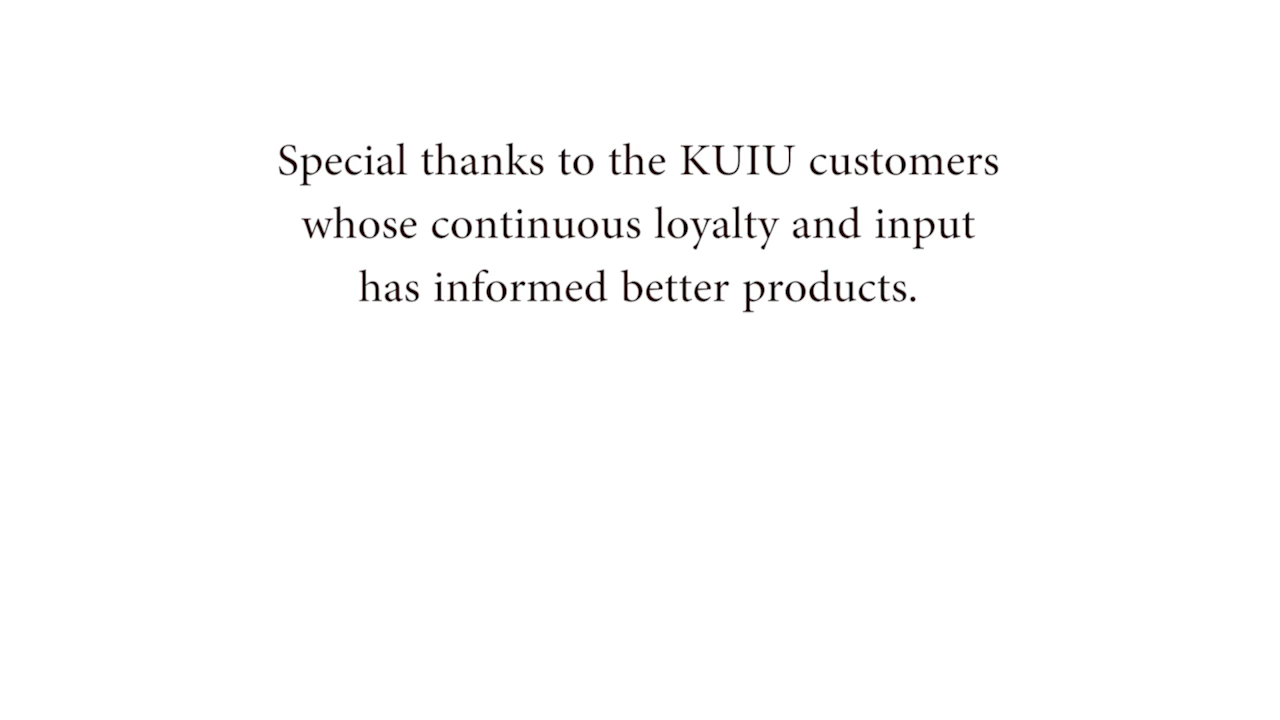 Special thanks to the KUIU customers
whose continuous loyalty and input
has informed better products.